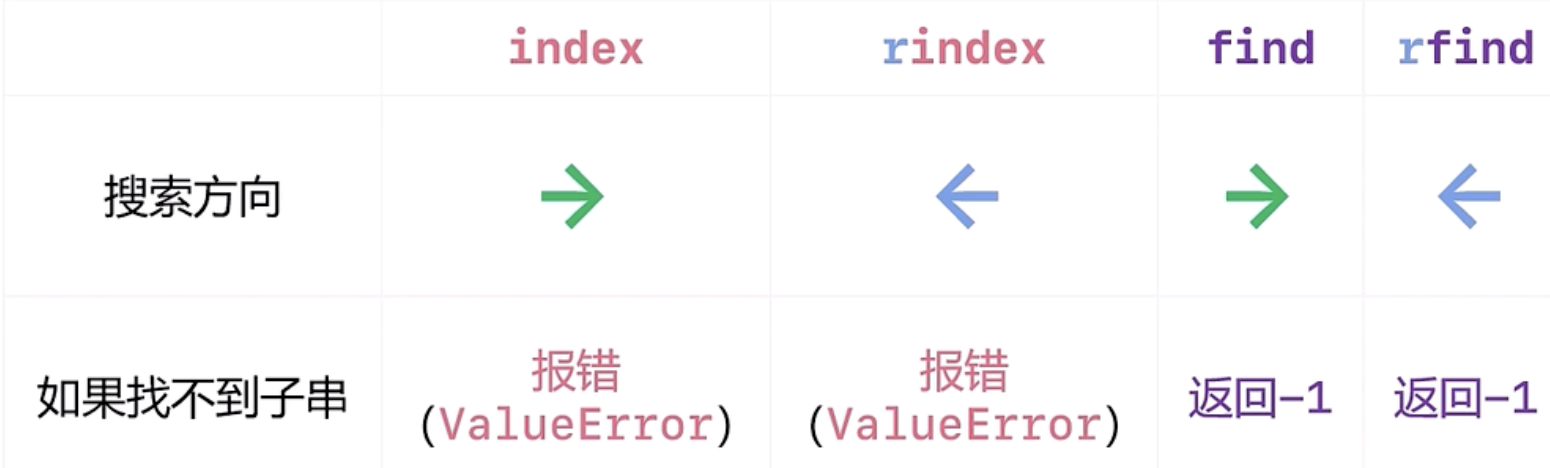 index rindex find rfind
搜索方向 → ← → ←
如果找不到子串 报错 (ValueError) 报错 (ValueError) 返回-1 返回-1